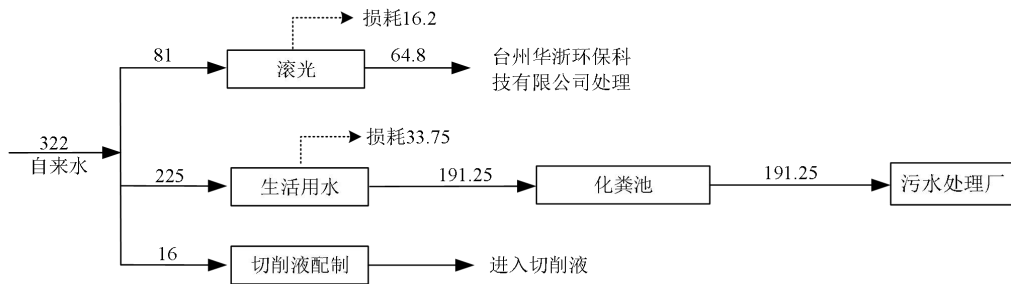 损耗16.2
81
滚光
64.8
台州华浙环保科
技有限公司处理
322
自来水
损耗33.75
225
生活用水
191.25
化粪池
191.25
污水处理厂
16
切削液配制
进入切削液